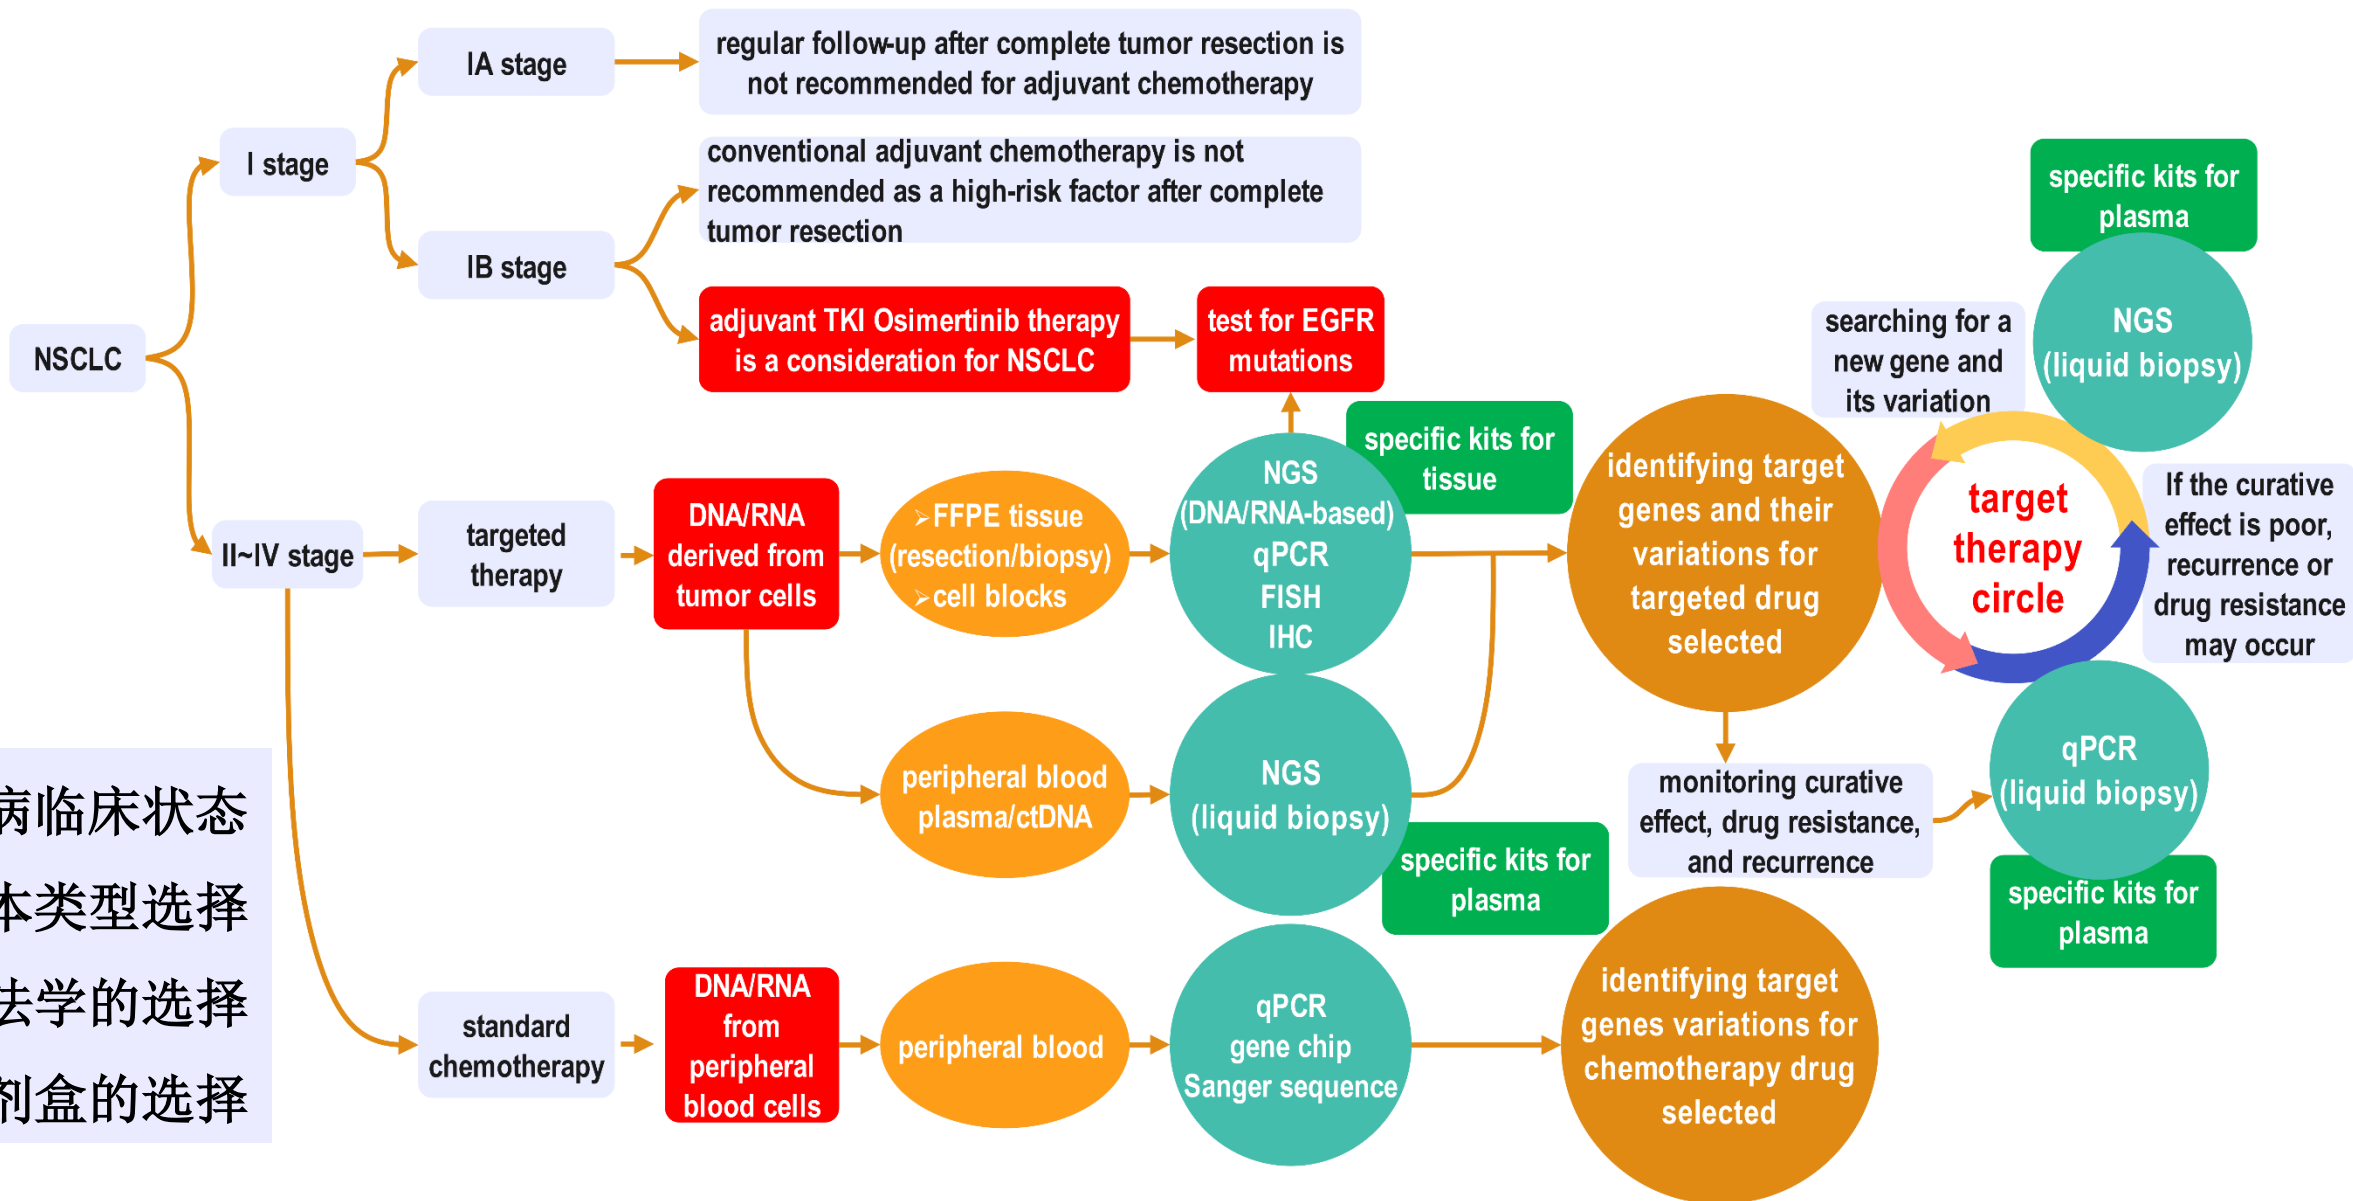 IA stage
regular follow-up after complete tumor resection is
not recommended for adjuvant chemotherapy
I stage
conventional adjuvant chemotherapy is not
recommended as a high-risk factor after complete
tumor resection
IB stage
adjuvant TKI Osimertinib therapy
is a consideration for NSCLC
test for EGFR
mutations
NSCLC
II~IV stage
targeted
therapy
DNA/RNA
derived from
tumor cells
➢FFPE tissue
(resection/biopsy)
➢cell blocks
NGS
(DNA/RNA-based)
qPCR
FISH
IHC
specific kits for
tissue
peripheral blood
plasma/ctDNA
NGS
(liquid biopsy)
specific kits for
plasma
identifying target
genes and their
variations for
targeted drug
selected
searching for a
new gene and
its variation
specific kits for
plasma
NGS
(liquid biopsy)
target
therapy
circle
If the curative
effect is poor,
recurrence or
drug resistance
may occur
monitoring curative
effect, drug resistance,
and recurrence
qPCR
(liquid biopsy)
specific kits for
plasma
standard
chemotherapy
DNA/RNA
from
peripheral
blood cells
peripheral blood
qPCR
gene chip
Sanger sequence
identifying target
genes variations for
chemotherapy drug
selected
病临床状态
本类型选择
法学的选择
剂盒的选择